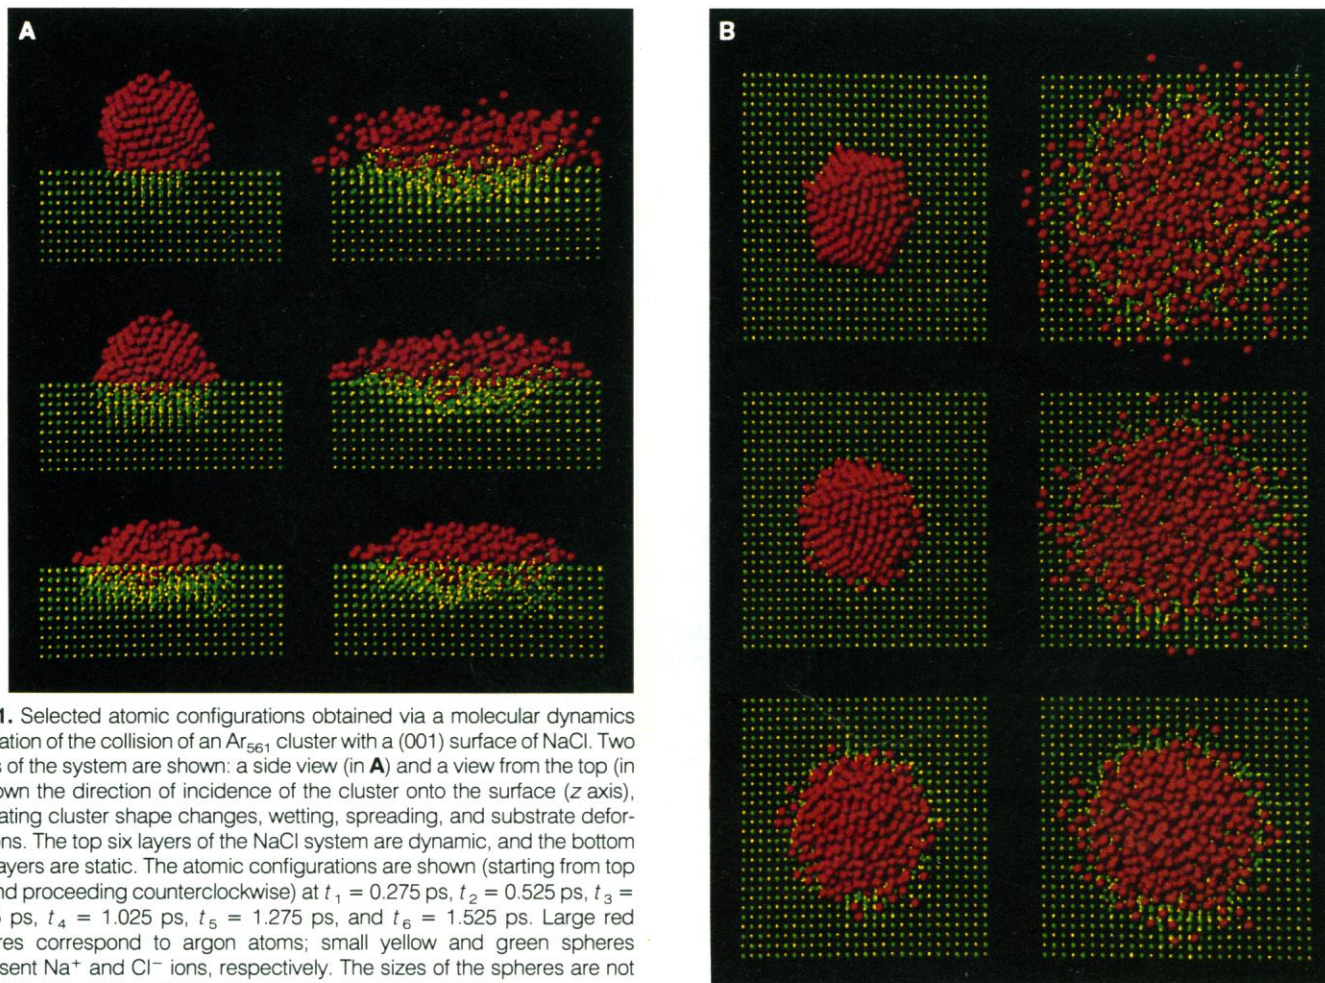 A
B
1. Selected atomic configurations obtained via a molecular dynamics
ation of the collision of an Ar₅₆₁ cluster with a (001) surface of NaCl. Two
s of the system are shown: a side view (in A) and a view from the top (in
own the direction of incidence of the cluster onto the surface (z axis),
ating cluster shape changes, wetting, spreading, and substrate defor-
ons. The top six layers of the NaCl system are dynamic, and the bottom
ayers are static. The atomic configurations are shown (starting from top
nd proceeding counterclockwise) at t₁ = 0.275 ps, t₂ = 0.525 ps, t₃ =
ps, t₄ = 1.025 ps, t₅ = 1.275 ps, and t₆ = 1.525 ps. Large red
res correspond to argon atoms; small yellow and green spheres
sent Na⁺ and Cl⁻ ions, respectively. The sizes of the spheres are not